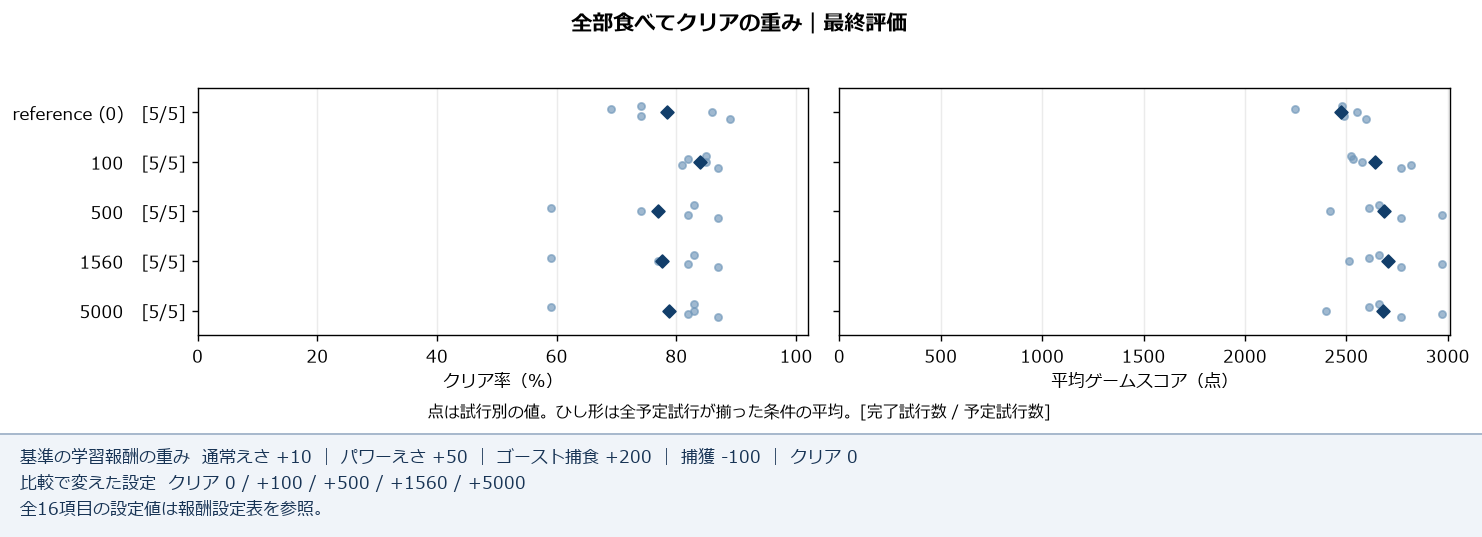 全部食べてクリアの重み｜最終評価
reference (0) [5/5]
100 [5/5]
500 [5/5]
1560 [5/5]
5000 [5/5]
0 20 40 60 80 100
0 500 1000 1500 2000 2500 3000
クリア率（%）
平均ゲームスコア（点）
点は試行別の値。ひし形は全予定試行が揃った条件の平均。[完了試行数 / 予定試行数]
基準の学習報酬の重み 通常えさ +10 ｜ パワーえさ +50 ｜ ゴースト捕食 +200 ｜ 捕獲 -100 ｜ クリア 0
比較で変えた設定 クリア 0 / +100 / +500 / +1560 / +5000
全16項目の設定値は報酬設定表を参照。